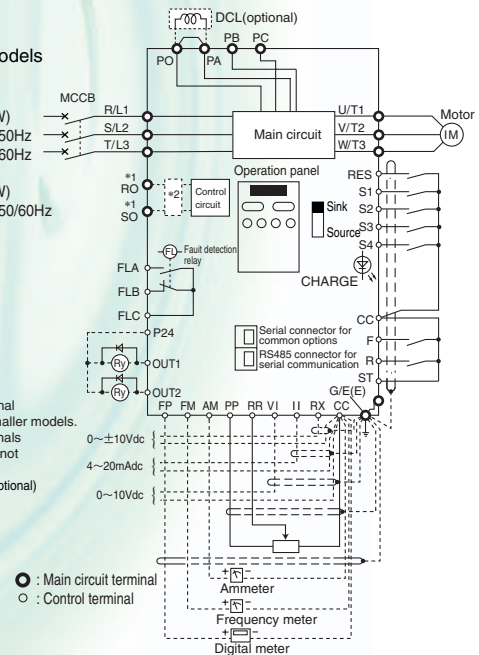 DCL(optional)
PO PA PB PC
odels
MCCB
W)
50Hz
60Hz
W)
50/60Hz
R/L1
S/L2
T/L3
Main circuit
U/T1
V/T2
W/T3
Motor
IM
*1
RO
*1
SO
*2
Control
circuit
Operation panel
Sink
Source
CHARGE
RES
S1
S2
S3
S4
CC
F
R
ST
G/E(E)
FL
Fault detection
relay
FLA
FLB
FLC
P24
Ry
OUT1
Ry
OUT2
Serial connector for
common options
RS485 connector for
serial communication
FP FM AM PP RR VI II RX CC
nal
aller models.
nals
not
otional)
0～±10Vdc
4～20mAdc
0～10Vdc
: Main circuit terminal
: Control terminal
+ -
Ammeter
+ -
Frequency meter
+ -
Digital meter